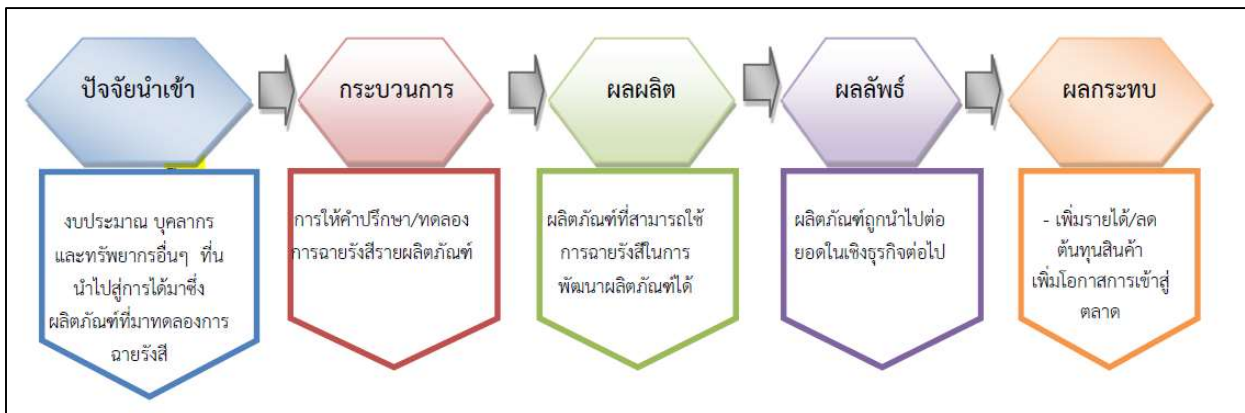 ปัจจัยนำเข้า
กระบวนการ
ผลผลิต
ผลลัพธ์
ผลกระทบ
งบประมาณ บุคลากร
และทรัพยากรอื่นๆ ที่น
นำไปสู่การได้มาซึ่ง
ผลิตภัณฑ์ที่มาทดลองการ
ฉายรังสี
การให้คำปรึกษา/ทดลอง
การฉายรังสีรายผลิตภัณฑ์
ผลิตภัณฑ์ที่สามารถใช้
การฉายรังสีในการ
พัฒนาผลิตภัณฑ์ได้
ผลิตภัณฑ์ถูกนำไปต่อ
ยอดในเชิงธุรกิจต่อไป
- เพิ่มรายได้/ลด
ต้นทุนสินค้า
เพิ่มโอกาสการเข้าสู่
ตลาด